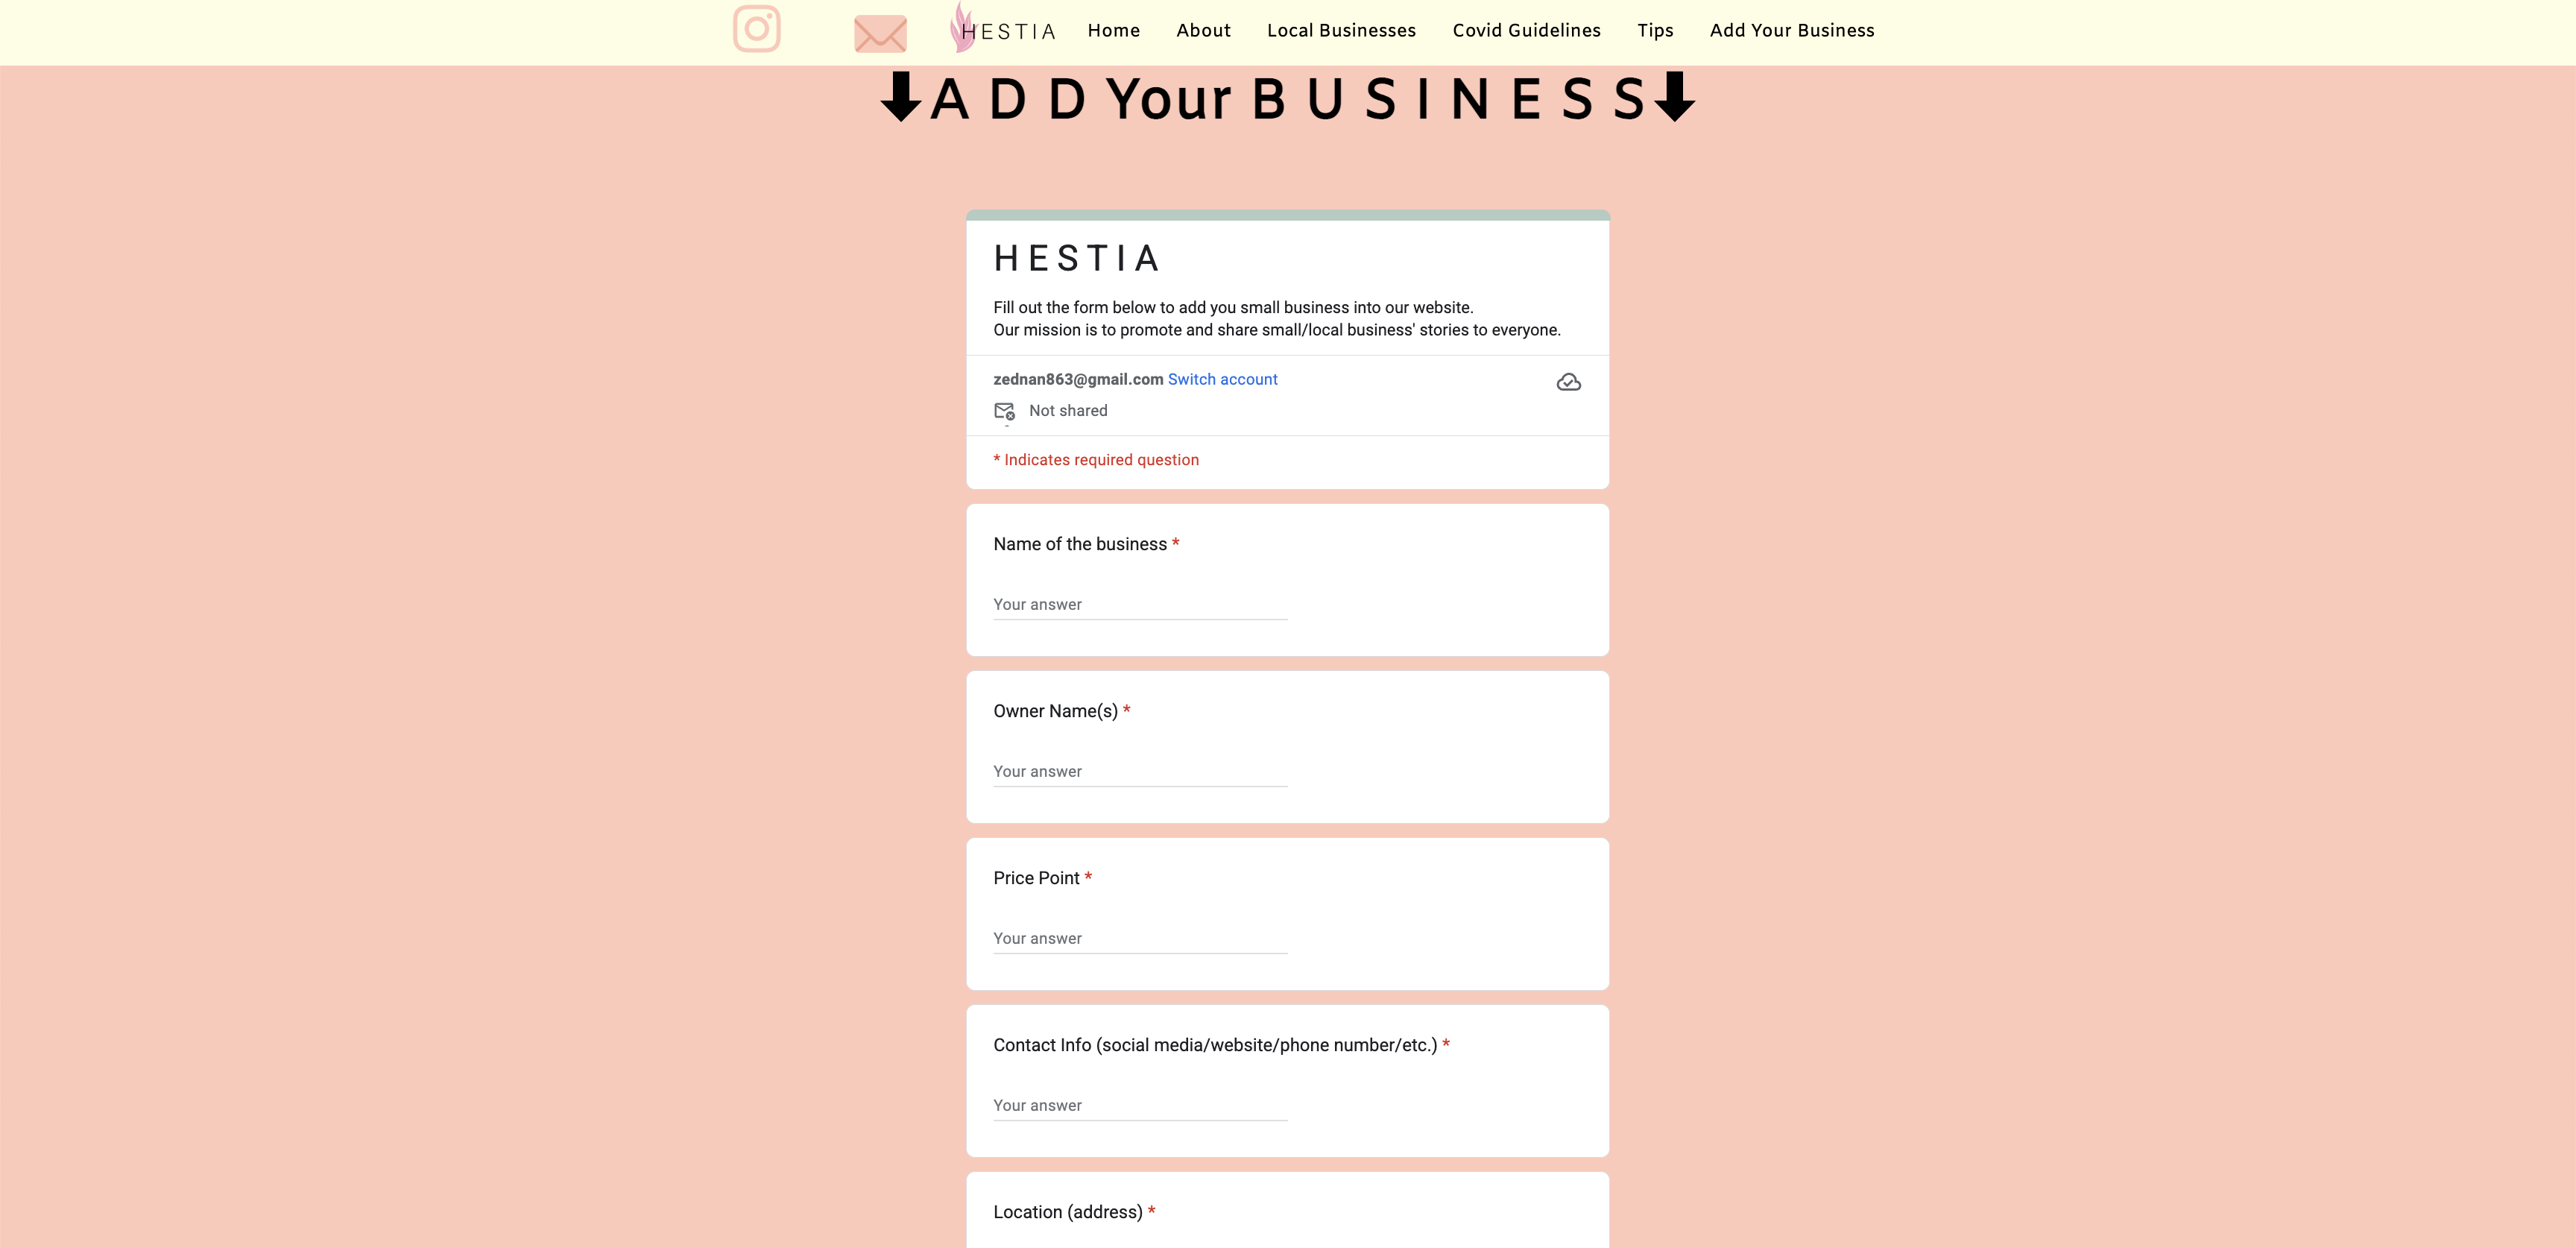 HESTIA
Home About Local Businesses Covid Guidelines Tips Add Your Business
⬇A D D Your B U S I N E S S⬇
H E S T I A
Fill out the form below to add you small business into our website.
Our mission is to promote and share small/local business' stories to everyone.
zednan863@gmail.com Switch account
Not shared
* Indicates required question
Name of the business *
Your answer
Owner Name(s) *
Your answer
Price Point *
Your answer
Contact Info (social media/website/phone number/etc.) *
Your answer
Location (address) *